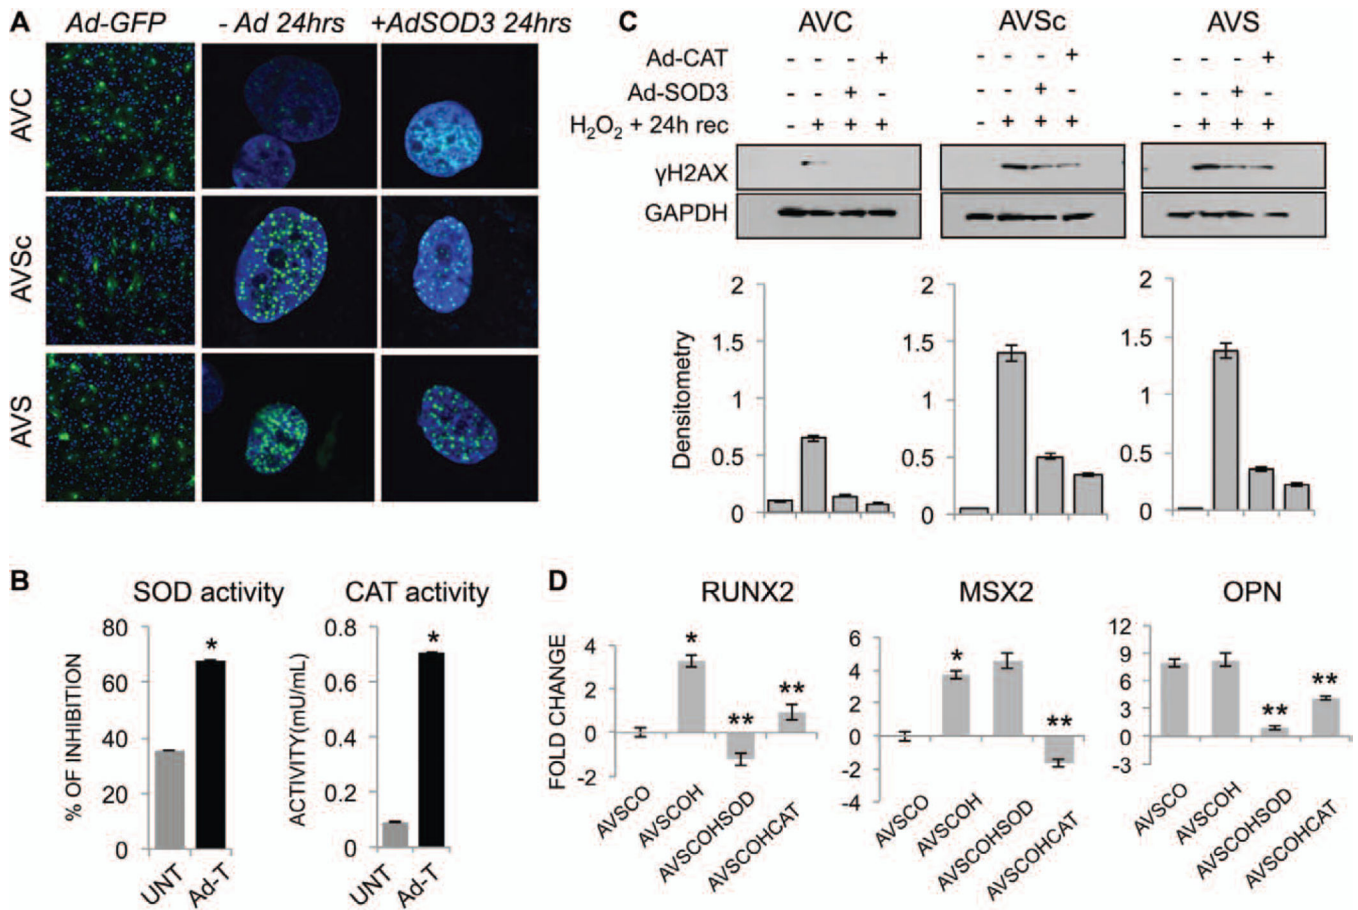 A
Ad-GFP
- Ad 24hrs
+AdSOD3 24hrs
AVC
AVSc
AVS
C
AVC
AVSc
AVS
Ad-CAT
- - - +
- - - +
- - - +
Ad-SOD3
- - + -
- - + -
- - + -
H₂O₂ + 24h rec
- + + +
- + + +
- + + +
γH2AX
GAPDH
Densitometry
2
1.5
1
0.5
0
2
1.5
1
0.5
0
2
1.5
1
0.5
0
B
SOD activity
% OF INHIBITION
80
60
40
20
0
*
UNT
Ad-T
CAT activity
ACTIVITY(mU/mL)
0.8
0.6
0.4
0.2
0
*
UNT
Ad-T
D
RUNX2
FOLD CHANGE
4
2
0
-2
*
**
**
AVSCO
AVSCOH
AVSCOHSOD
AVSCOHCAT
MSX2
6
4
2
0
-2
-4
*
**
AVSCO
AVSCOH
AVSCOHSOD
AVSCOHCAT
OPN
12
9
6
3
0
-3
**
**
AVSCO
AVSCOH
AVSCOHSOD
AVSCOHCAT